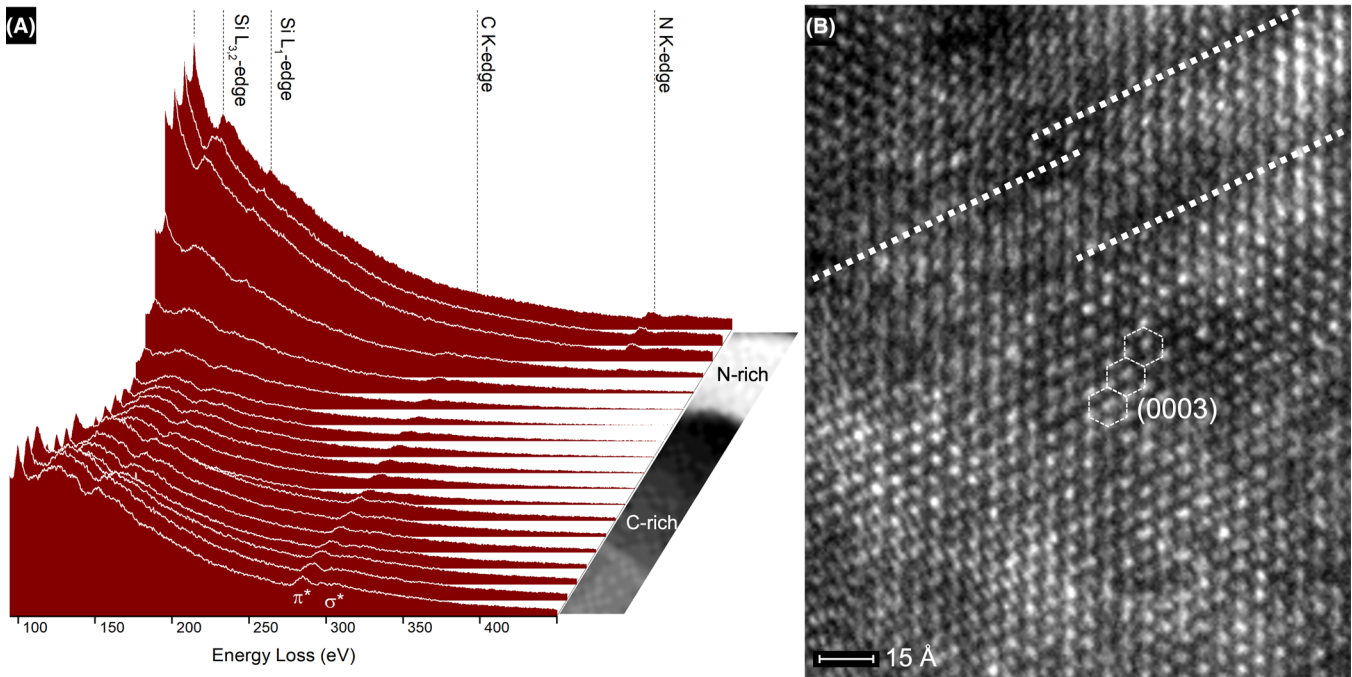 (A)
Si L3,2-edge
Si L1-edge
C K-edge
N K-edge
N-rich
C-rich
π* σ*
100 150 200 250 300 350 400
Energy Loss (eV)
(B)
(0003)
15 Å